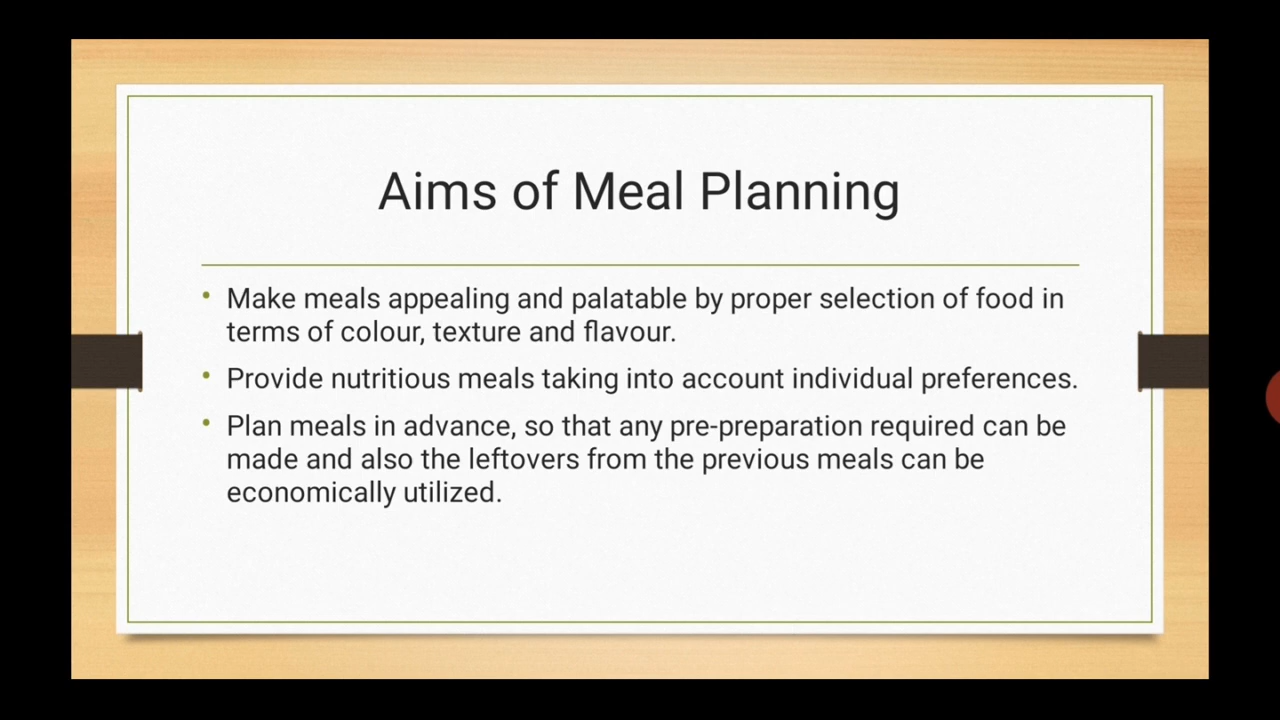 Aims of Meal Planning
• Make meals appealing and palatable by proper selection of food in
terms of colour, texture and flavour.
• Provide nutritious meals taking into account individual preferences.
• Plan meals in advance, so that any pre-preparation required can be
made and also the leftovers from the previous meals can be
economically utilized.